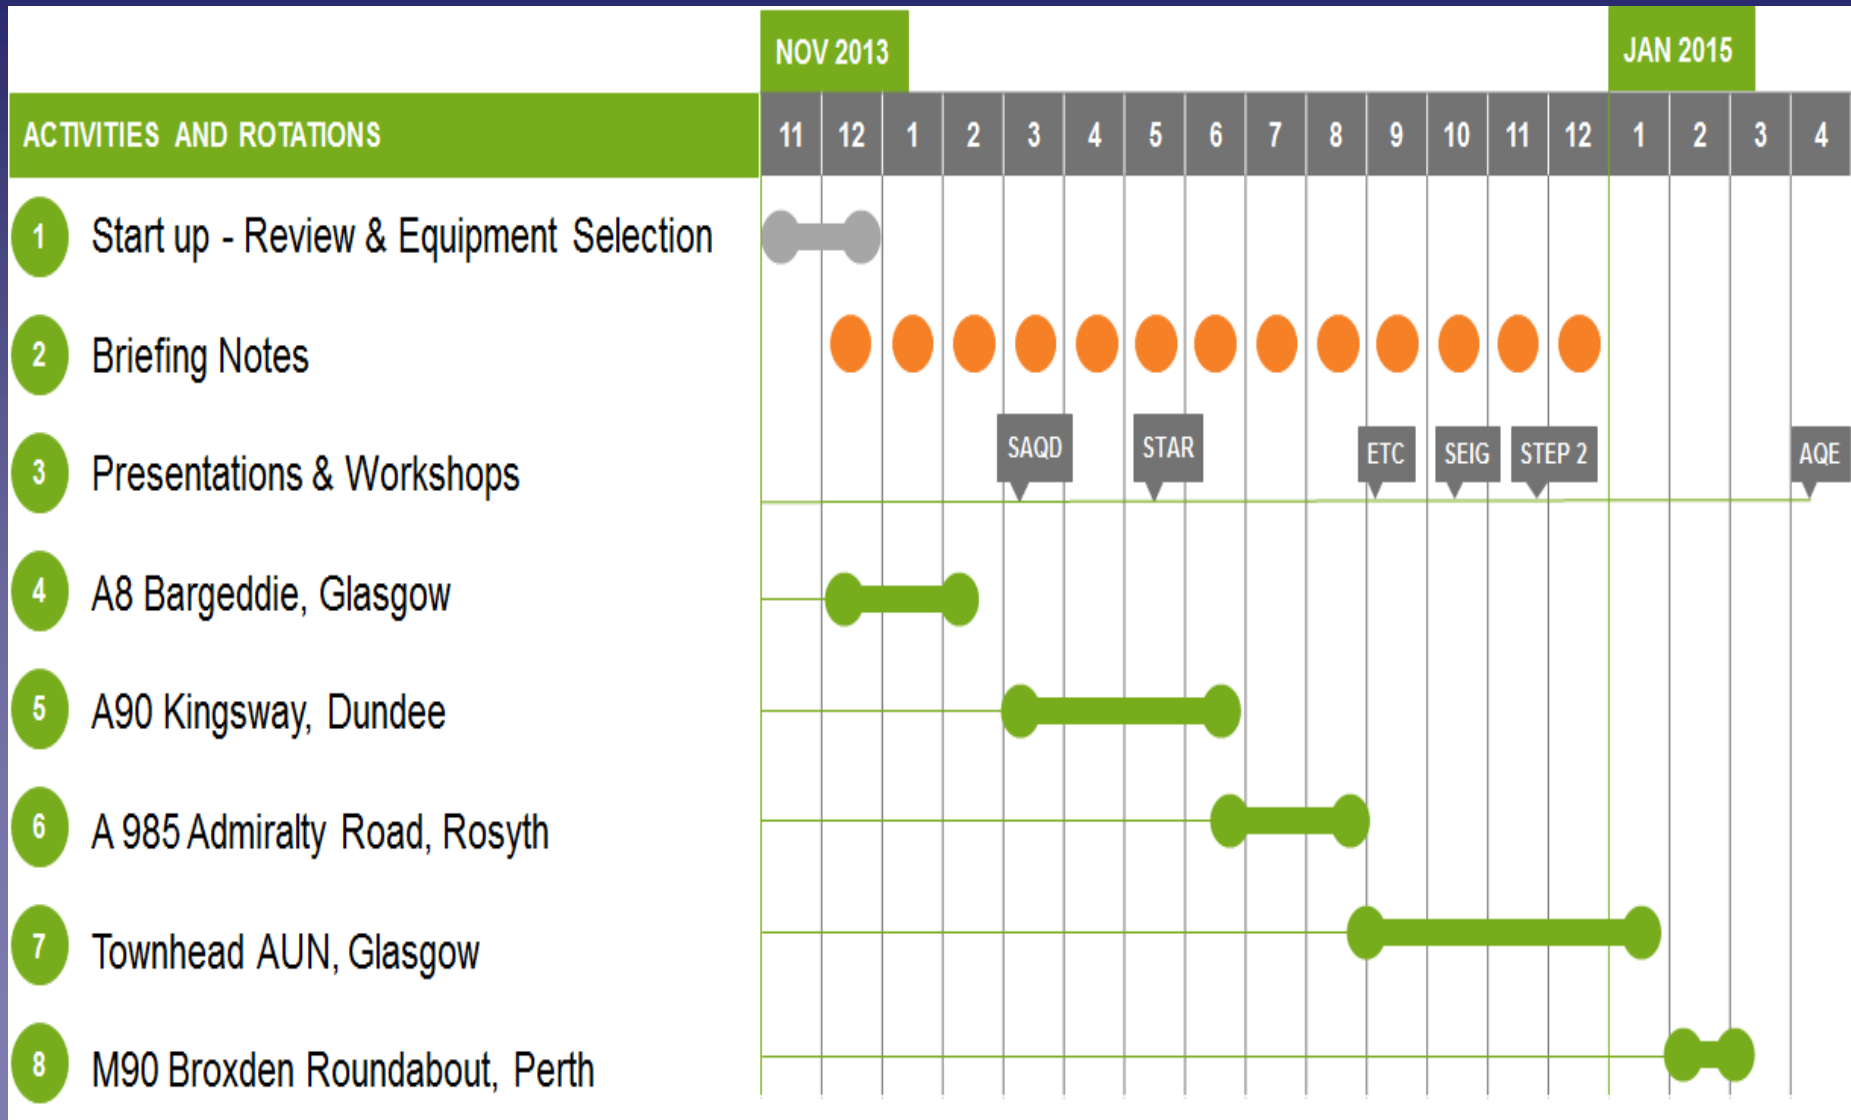 NOV 2013 JAN 2015
ACTIVITIES AND ROTATIONS 11 12 1 2 3 4 5 6 7 8 9 10 11 12 1 2 3 4
1 Start up - Review & Equipment Selection
2 Briefing Notes
SAQD STAR ETC SEIG STEP 2 AQE
3 Presentations & Workshops
4 A8 Bargeddie, Glasgow
5 A90 Kingsway, Dundee
6 A 985 Admiralty Road, Rosyth
7 Townhead AUN, Glasgow
8 M90 Broxden Roundabout, Perth